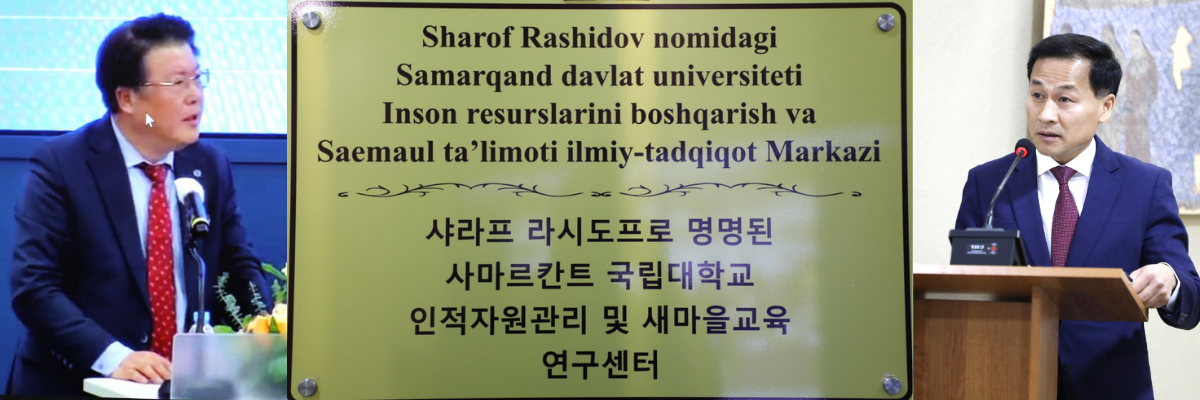 Sharof Rashidov nomidagi
Samarqand davlat universiteti
Inson resurslarini boshqarish va
Saemaul ta’limoti ilmiy-tadqiqot Markazi
샤라프 라시도프로 명명된
사마르칸트 국립대학교
인적자원관리 및 새마을교육
연구센터